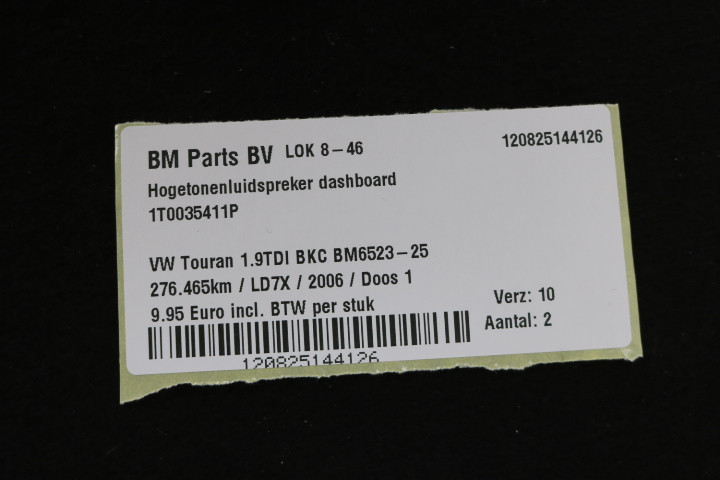 BM Parts BV LOK 8-46 120825144126
Hogetonenluidspreker dashboard
1T0035411P
VW Touran 1.9TDI BKC BM6523-25
276.465km / LD7X / 2006 / Doos 1
9.95 Euro incl. BTW per stuk
Verz: 10
Aantal: 2
120825144126